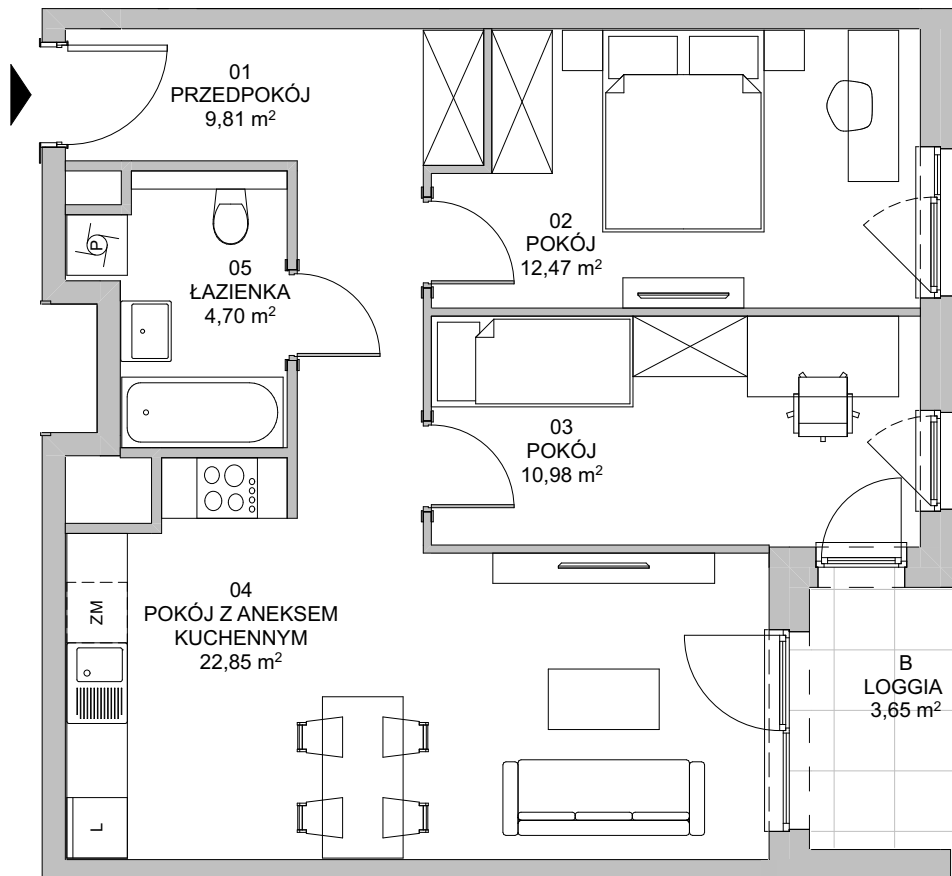 01
PRZEDPOKÓJ
9,81 m²
02
POKÓJ
12,47 m²
P
05
ŁAZIENKA
4,70 m²
03
POKÓJ
10,98 m²
04
POKÓJ Z ANEKSEM
KUCHENNYM
22,85 m²
ZM
B
LOGGIA
3,65 m²
L